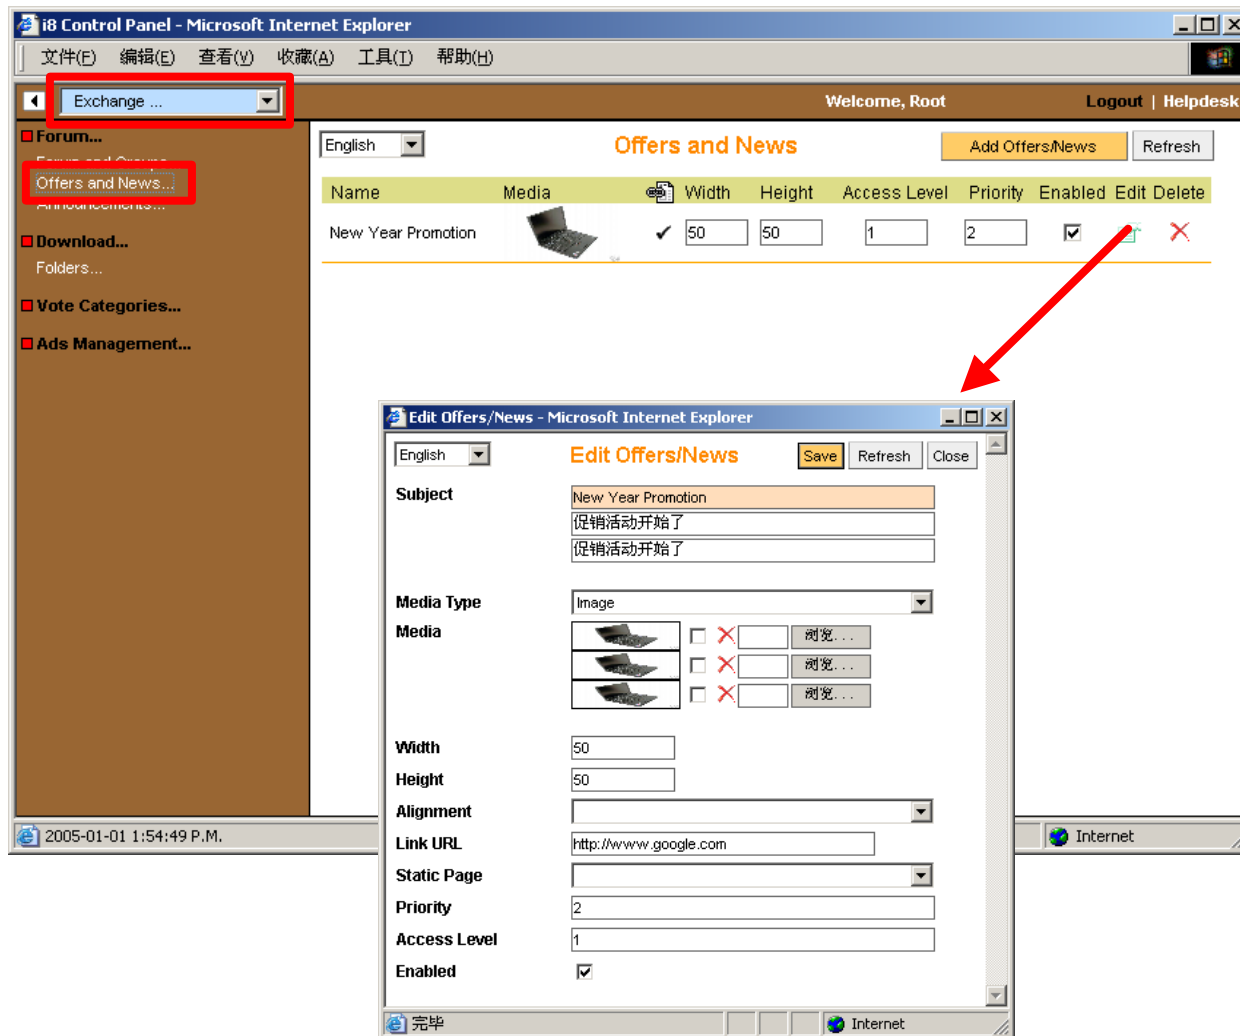 i8 Control Panel - Microsoft Internet Explorer
文件(F) 编辑(E) 查看(V) 收藏(A) 工具(T) 帮助(H)
Exchange ...
Welcome, Root
Logout | Helpdesk
Forum...
Forum and Groups
Offers and News...
Announcements...
Download...
Folders...
Vote Categories...
Ads Management...
English
Offers and News
Add Offers/News
Refresh
Name Media Width Height Access Level Priority Enabled Edit Delete
New Year Promotion 50 50 1 2
Edit Offers/News - Microsoft Internet Explorer
English
Edit Offers/News
Save Refresh Close
Subject New Year Promotion
促销活动开始了
促销活动开始了
Media Type Image
Media 浏览...
浏览...
浏览...
Width 50
Height 50
Alignment
Link URL http://www.google.com
Static Page
Priority 2
Access Level 1
Enabled
完毕 Internet
2005-01-01 1:54:49 P.M. Internet